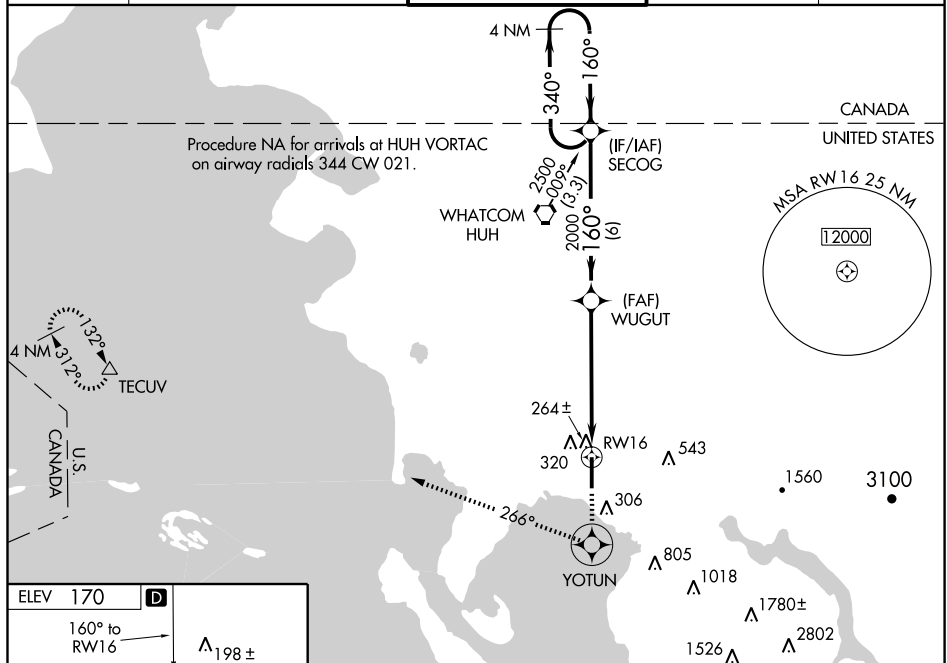 4 NM
340°
160°
CANADA
UNITED STATES
Procedure NA for arrivals at HUH VORTAC
on airway radials 344 CW 021.
(IF/IAF)
SECOG
2500
009°
(3.3)
WHATCOM
HUH
2000
160°
(6)
MSA RW16 25 NM
12000
(FAF)
WUGUT
132°
4 NM
312°
TECUV
U.S.
CANADA
264±
320
RW16
543
1560
3100
306
266°
YOTUN
805
1018
1780±
2802
1526
ELEV 170 D
160° to
RW16
198 ±